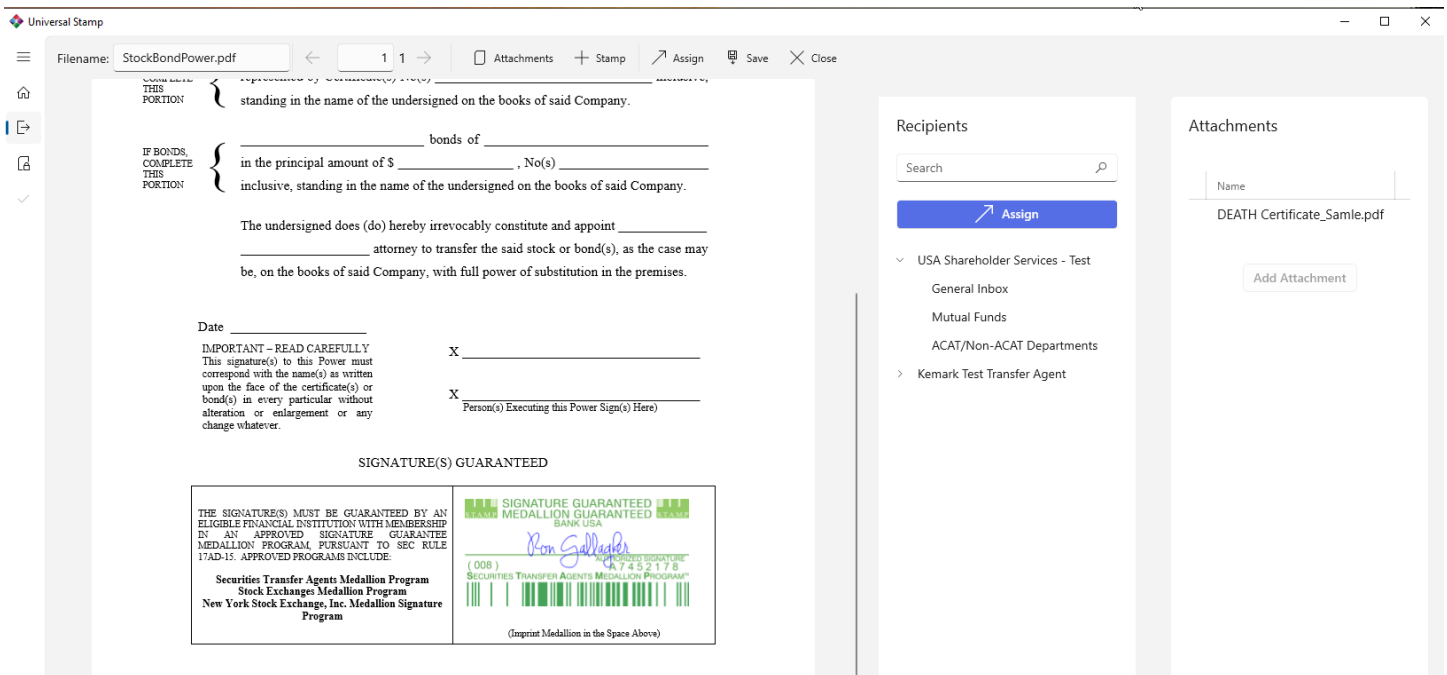 Universal Stamp
Filename: StockBondPower.pdf 1 1 Attachments Stamp Assign Save Close
COMPLETE
THIS
PORTION
represented by Certificate(s) No(s) inclusive,
standing in the name of the undersigned on the books of said Company.
IF BONDS,
COMPLETE
THIS
PORTION
bonds of
in the principal amount of $ , No(s)
inclusive, standing in the name of the undersigned on the books of said Company.
The undersigned does (do) hereby irrevocably constitute and appoint
attorney to transfer the said stock or bond(s), as the case may
be, on the books of said Company, with full power of substitution in the premises.
Date
IMPORTANT – READ CAREFULLY
This signature(s) to this Power must
correspond with the name(s) as written
upon the face of the certificate(s) or
bond(s) in every particular without
alteration or enlargement or any
change whatever.
X
X
Person(s) Executing this Power Sign(s) Here)
SIGNATURE(S) GUARANTEED
THE SIGNATURE(S) MUST BE GUARANTEED BY AN
ELIGIBLE FINANCIAL INSTITUTION WITH MEMBERSHIP
IN AN APPROVED SIGNATURE GUARANTEE
MEDALLION PROGRAM, PURSUANT TO SEC RULE
17AD-15. APPROVED PROGRAMS INCLUDE:
Securities Transfer Agents Medallion Program
Stock Exchanges Medallion Program
New York Stock Exchange, Inc. Medallion Signature
Program
SIGNATURE GUARANTEED
STAMP MEDALLION GUARANTEED STAMP
BANK USA
Ron Gallagher
AUTHORIZED SIGNATURE
( 008 ) A7452178
SECURITIES TRANSFER AGENTS MEDALLION PROGRAM™
(Imprint Medallion in the Space Above)
Recipients
Search
Assign
USA Shareholder Services - Test
General Inbox
Mutual Funds
ACAT/Non-ACAT Departments
Kemark Test Transfer Agent
Attachments
Name
DEATH Certificate_Samle.pdf
Add Attachment